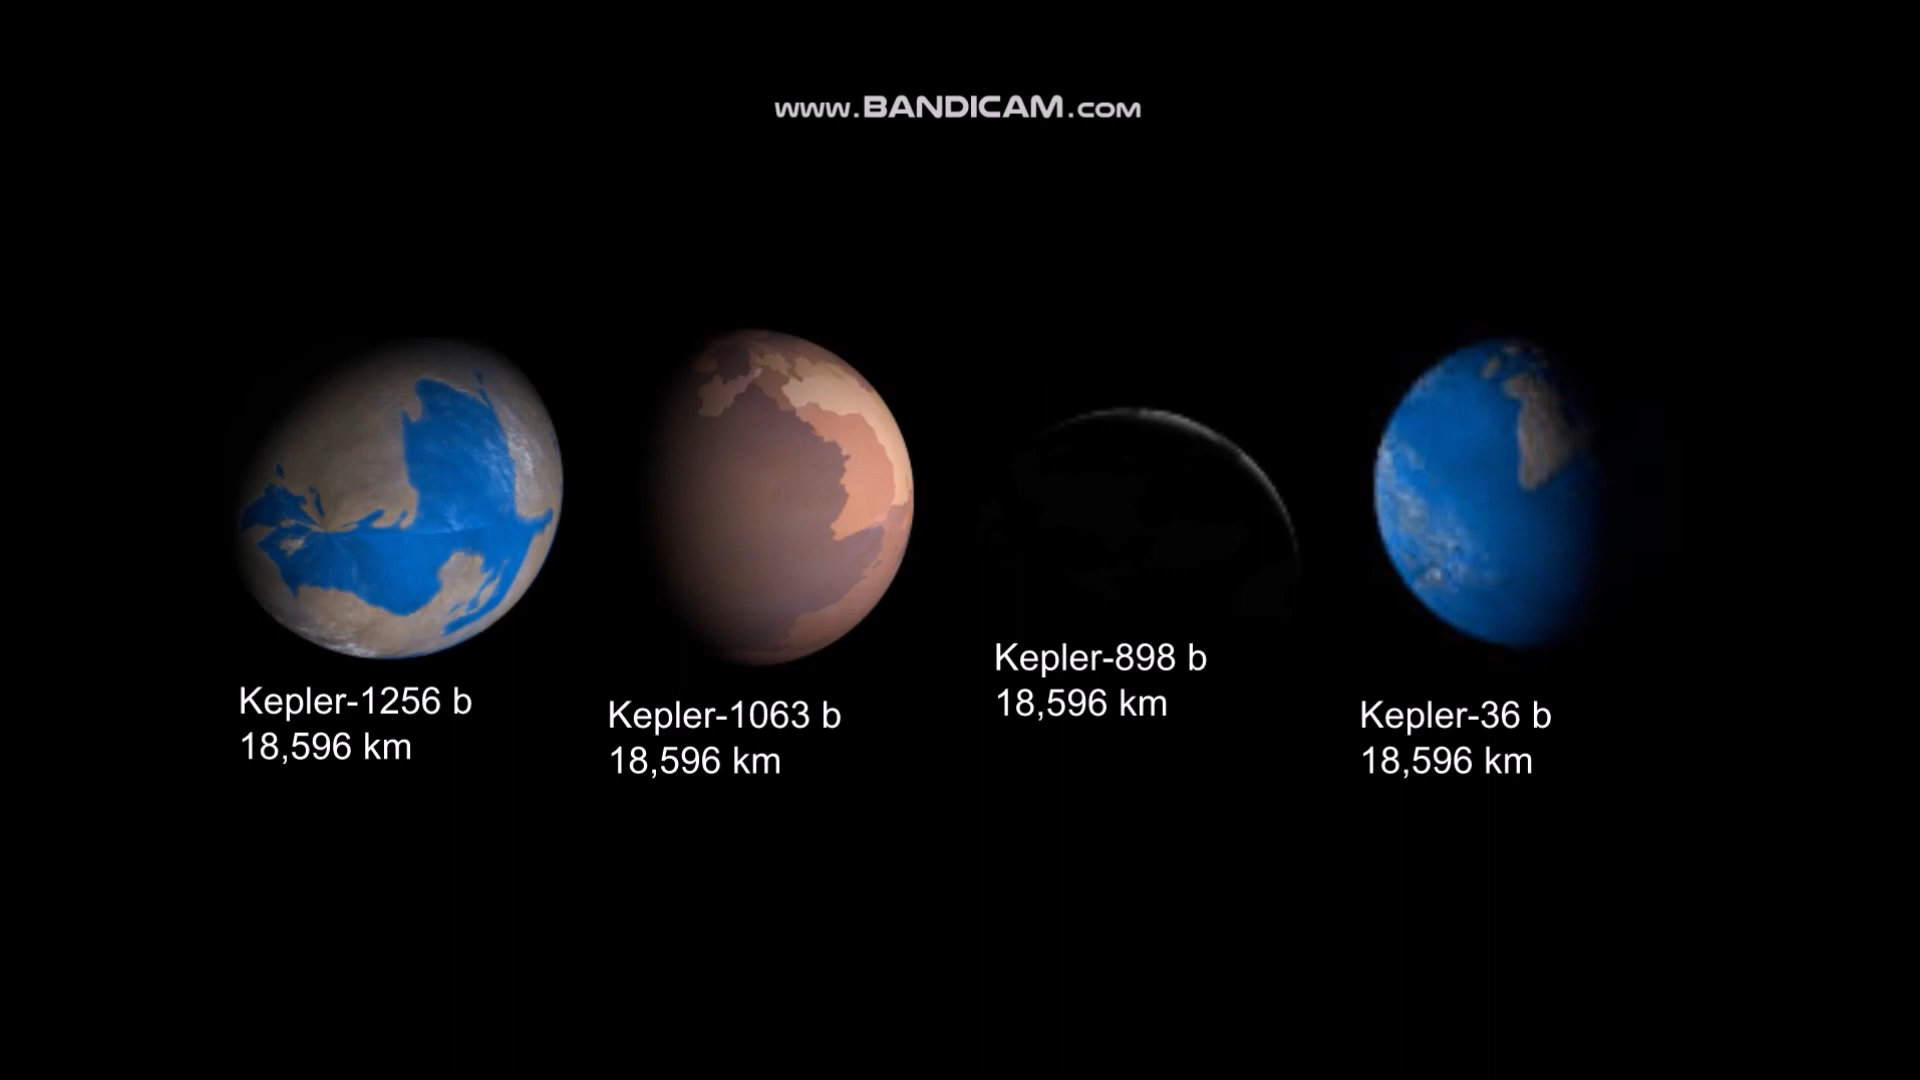 www.BANDICAM.com
Kepler-1256 b
18,596 km
Kepler-1063 b
18,596 km
Kepler-898 b
18,596 km
Kepler-36 b
18,596 km